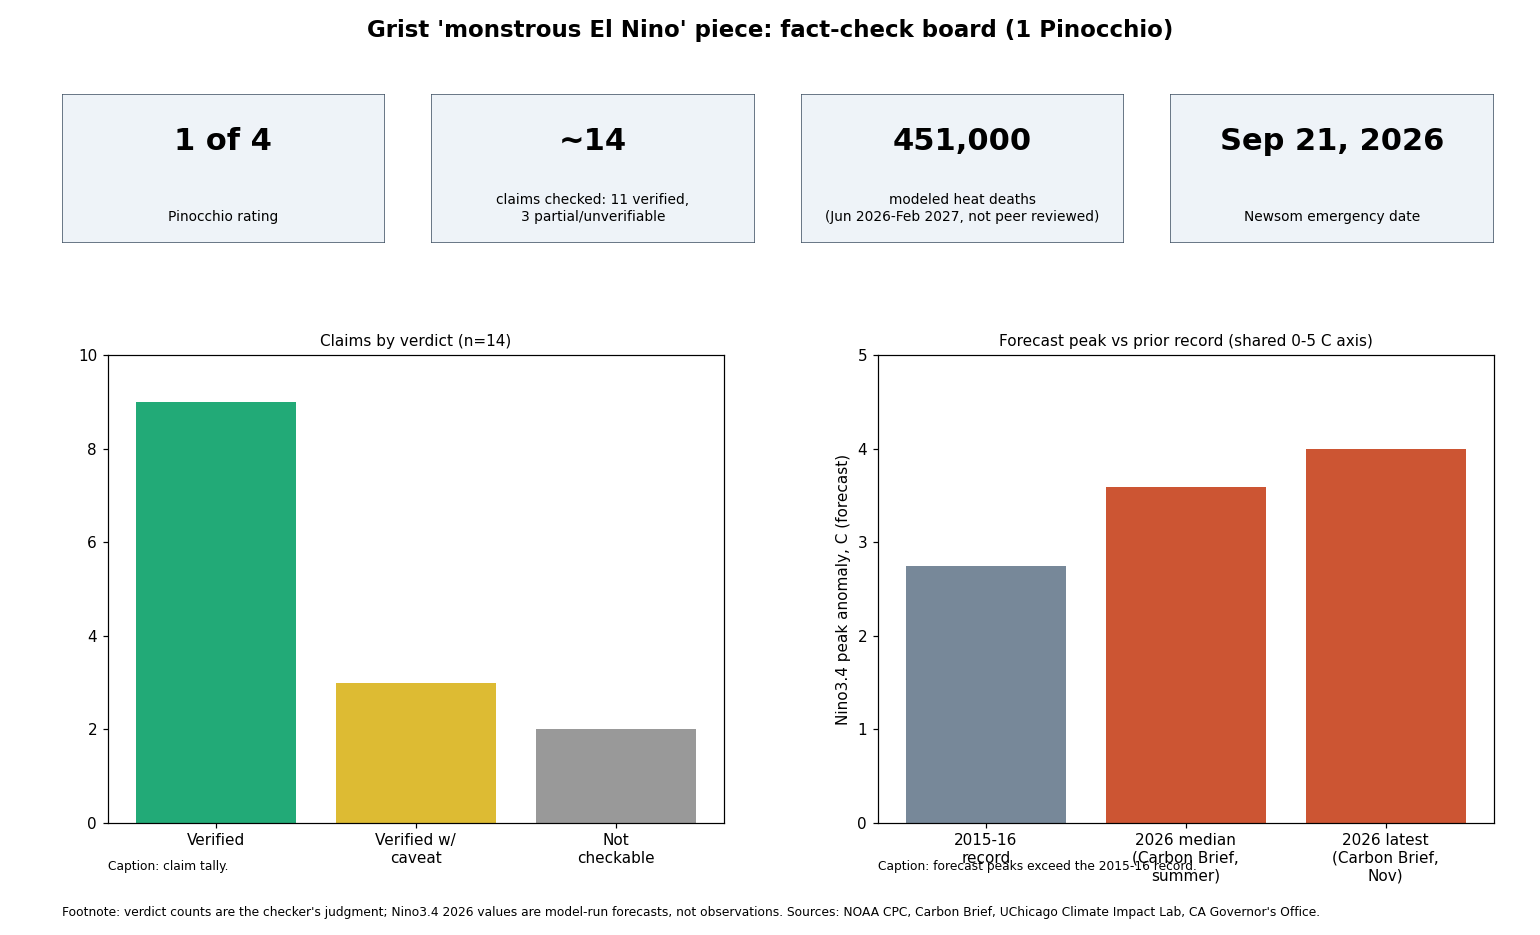 Grist 'monstrous El Nino' piece: fact-check board (1 Pinocchio)
1 of 4
Pinocchio rating
~14
claims checked: 11 verified,
3 partial/unverifiable
451,000
modeled heat deaths
(Jun 2026-Feb 2027, not peer reviewed)
Sep 21, 2026
Newsom emergency date
Claims by verdict (n=14)
10
8
6
4
2
0
Verified
Verified w/
caveat
Not
checkable
Caption: claim tally.
Forecast peak vs prior record (shared 0-5 C axis)
Nino3.4 peak anomaly, C (forecast)
5
4
3
2
1
0
2015-16
record
2026 median
(Carbon Brief,
summer)
2026 latest
(Carbon Brief,
Nov)
Caption: forecast peaks exceed the 2015-16 record.
Footnote: verdict counts are the checker's judgment; Nino3.4 2026 values are model-run forecasts, not observations. Sources: NOAA CPC, Carbon Brief, UChicago Climate Impact Lab, CA Governor's Office.